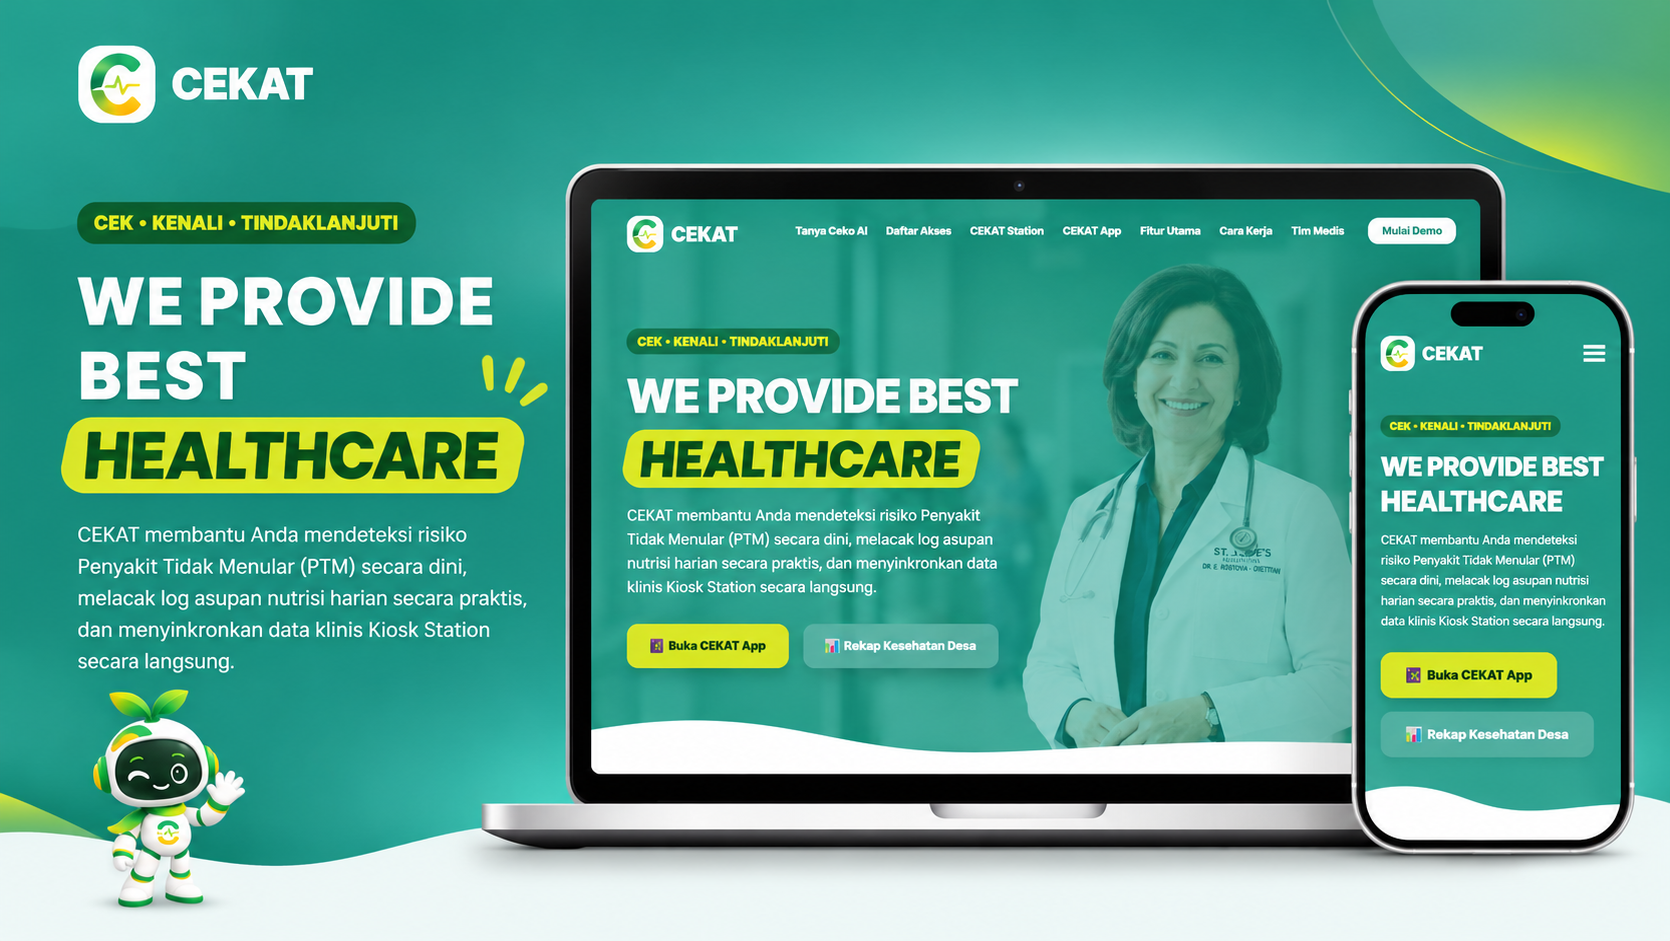 CEKAT
CEK • KENALI • TINDAKLANJUTI
WE PROVIDE
BEST
HEALTHCARE
CEKAT membantu Anda mendeteksi risiko
Penyakit Tidak Menular (PTM) secara dini,
melacak log asupan nutrisi harian secara praktis,
dan menyinkronkan data klinis Kiosk Station
secara langsung.
CEKAT
Tanya Ceko AI
Daftar Akses
CEKAT Station
CEKAT App
Fitur Utama
Cara Kerja
Tim Medis
Mulai Demo
CEK • KENALI • TINDAKLANJUTI
WE PROVIDE BEST
HEALTHCARE
CEKAT membantu Anda mendeteksi risiko Penyakit
Tidak Menular (PTM) secara dini, melacak log asupan
nutrisi harian secara praktis, dan menyinkronkan data
klinis Kiosk Station secara langsung.
Buka CEKAT App
Rekap Kesehatan Desa
ST.
DR. E. ROSTOVA -
CEKAT
CEK • KENALI • TINDAKLANJUTI
WE PROVIDE BEST
HEALTHCARE
CEKAT membantu Anda mendeteksi
risiko Penyakit Tidak Menular (PTM)
secara dini, melacak log asupan nutrisi
harian secara praktis, dan menyinkronkan
data klinis Kiosk Station secara langsung.
Buka CEKAT App
Rekap Kesehatan Desa